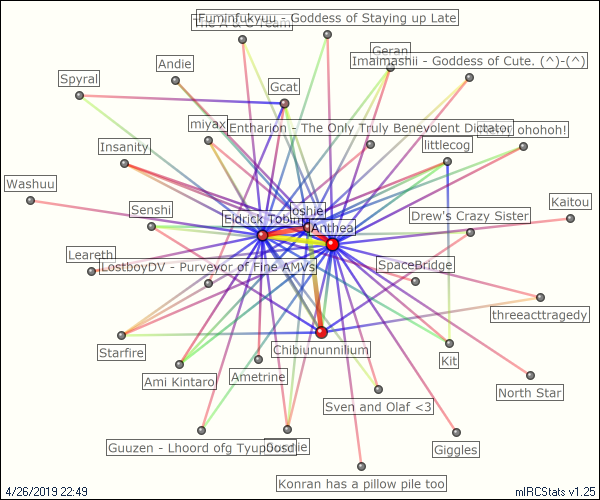 Fuminfukyuu - Goddess of Staying up Late
The A & C Team
Geran
Imaimashii - Goddess of Cute. (^)-(^)
Andie
Spyral
Gcat
miyax
Entharion - The Only Truly Benevolent Dictator
ohohoh!
littlecog
Insanity
Washuu
Kaitou
Senshi
oshie
Eldrick Tobin
Anthea
Drew's Crazy Sister
Leareth
LostboyDV - Purveyor of Fine AMVs
SpaceBridge
threeacttragedy
Starfire
Chibiununnilium
Kit
Ami Kintaro
Ametrine
North Star
Sven and Olaf <3
Guuzen - Lhoord ofg Tyup0osd
Giggles
Konran has a pillow pile too
4/26/2019 22:49
mIRCStats v1.25